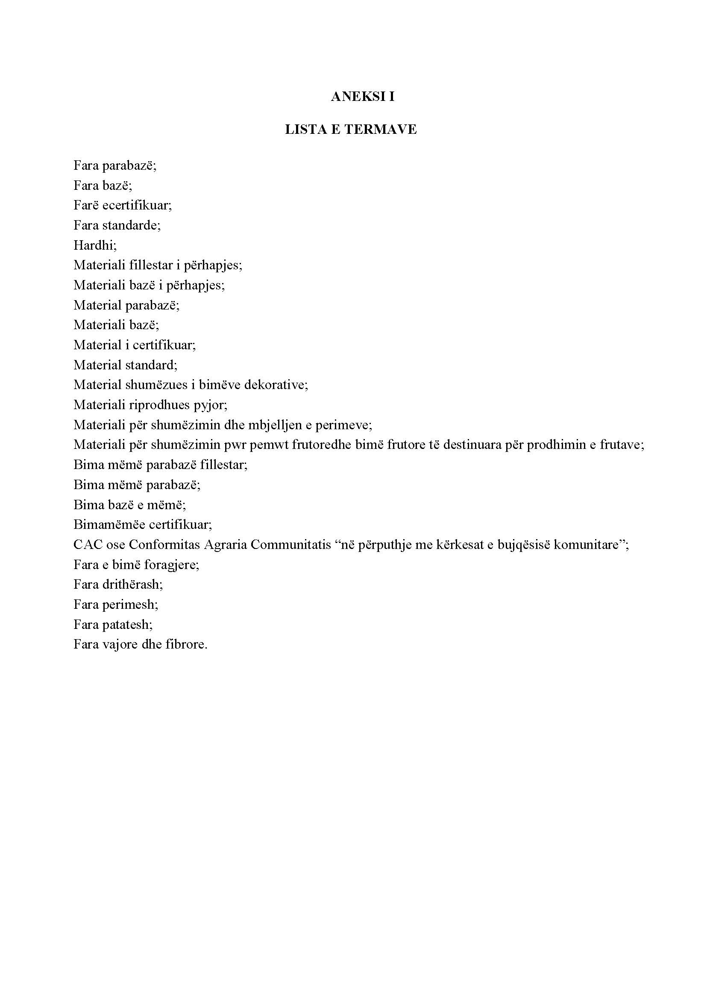 ANEKSI I
LISTA E TERMAVE
Fara parabazë;
Fara bazë;
Farë ecertifikuar;
Fara standarde;
Hardhi;
Materiali fillestar i përhapjes;
Materiali bazë i përhapjes;
Material parabazë;
Materiali bazë;
Material i certifikuar;
Material standard;
Material shumëzues i bimëve dekorative;
Materiali riprodhues pyjor;
Materiali për shumëzimin dhe mbjelljen e perimeve;
Materiali për shumëzimin pwr pemwt frutoredhe bimë frutore të destinuara për prodhimin e frutave;
Bima mëmë parabazë fillestar;
Bima mëmë parabazë;
Bima bazë e mëmë;
Bimamëmëe certifikuar;
CAC ose Conformitas Agraria Communitatis “në përputhje me kërkesat e bujqësisë komunitare”;
Fara e bimë foragjere;
Fara drithërash;
Fara perimesh;
Fara patatesh;
Fara vajore dhe fibrore.